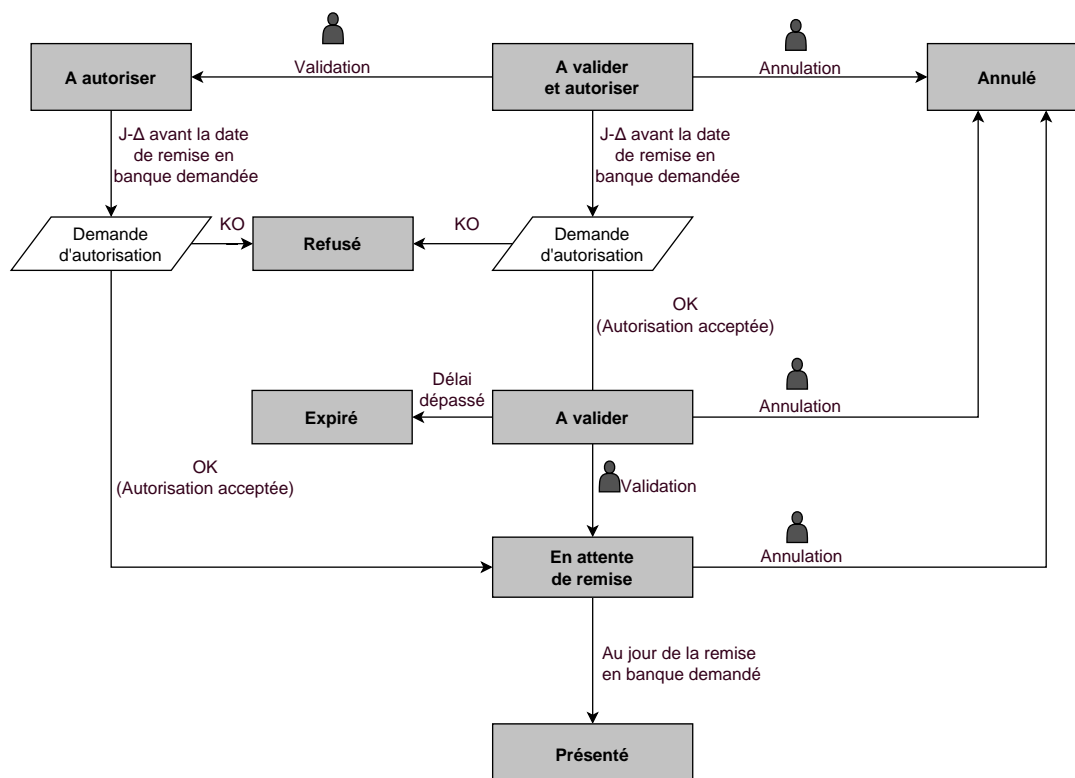 A autoriser
Validation
A valider
et autoriser
Annulation
Annulé
J-Δ avant la date
de remise en
banque demandée
J-Δ avant la date
de remise en
banque demandée
Demande
d'autorisation
KO
Refusé
KO
Demande
d'autorisation
OK
(Autorisation acceptée)
Expiré
Délai
dépassé
A valider
Annulation
OK
(Autorisation acceptée)
Validation
En attente
de remise
Annulation
Au jour de la remise
en banque demandé
Présenté